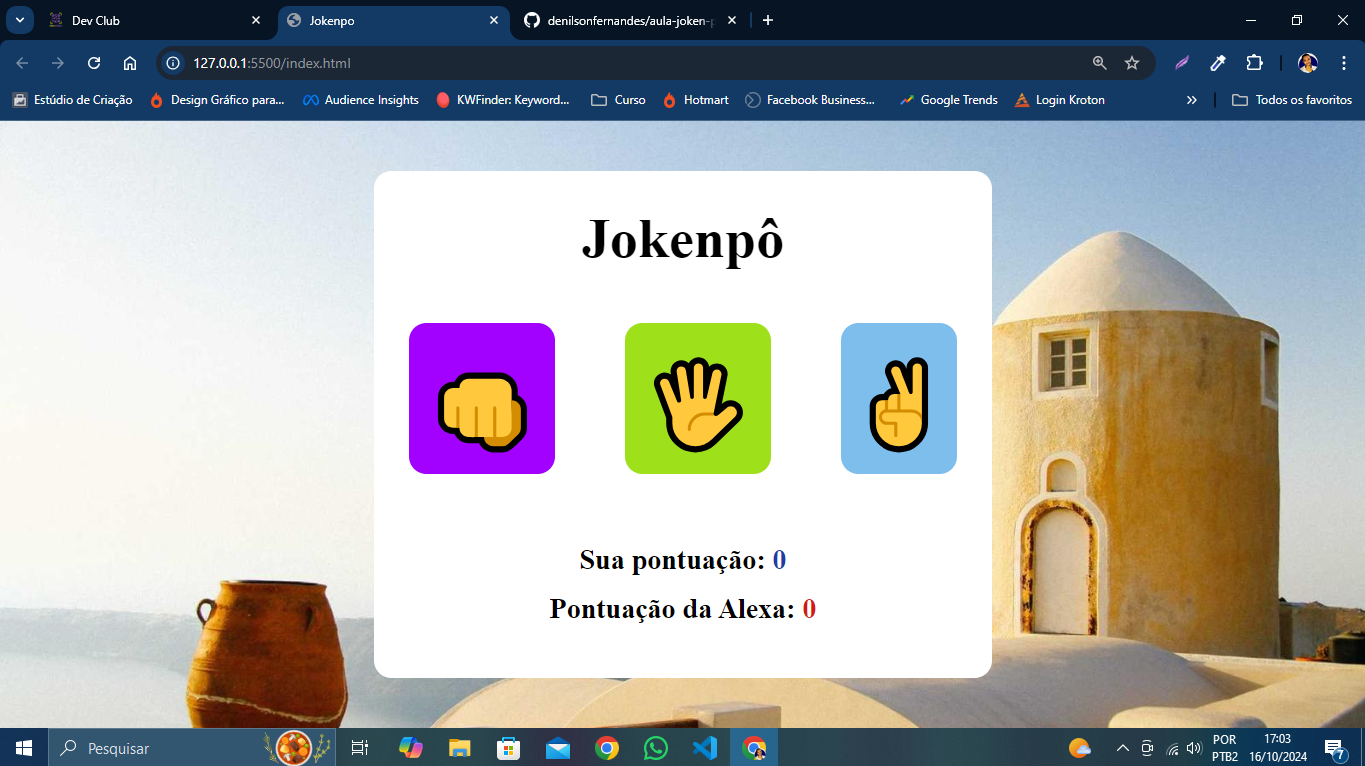 Dev Club
Jokenpo
denilsonfernandes/aula-joken-p
127.0.0.1:5500/index.html
Estúdio de Criação
Design Gráfico para...
Audience Insights
KWFinder: Keyword...
Curso
Hotmart
Facebook Business...
Google Trends
Login Kroton
Todos os favoritos
Jokenpô
Sua pontuação: 0
Pontuação da Alexa: 0
Pesquisar
POR
PTB2
17:03
16/10/2024
7